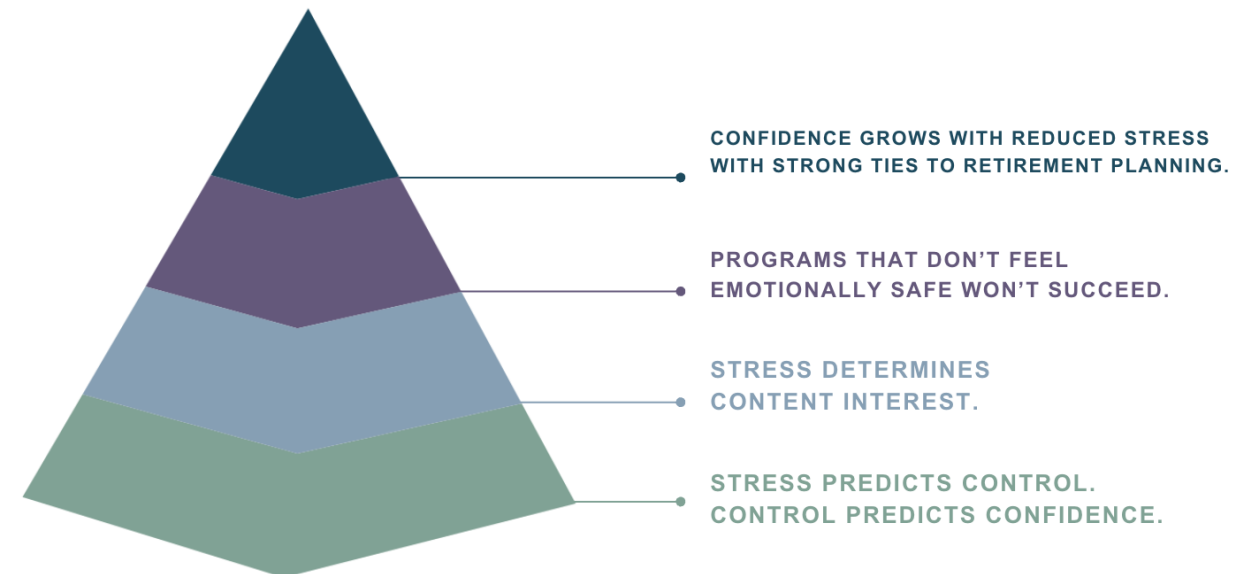 CONFIDENCE GROWS WITH REDUCED STRESS
WITH STRONG TIES TO RETIREMENT PLANNING.
PROGRAMS THAT DON’T FEEL
EMOTIONALLY SAFE WON’T SUCCEED.
STRESS DETERMINES
CONTENT INTEREST.
STRESS PREDICTS CONTROL.
CONTROL PREDICTS CONFIDENCE.